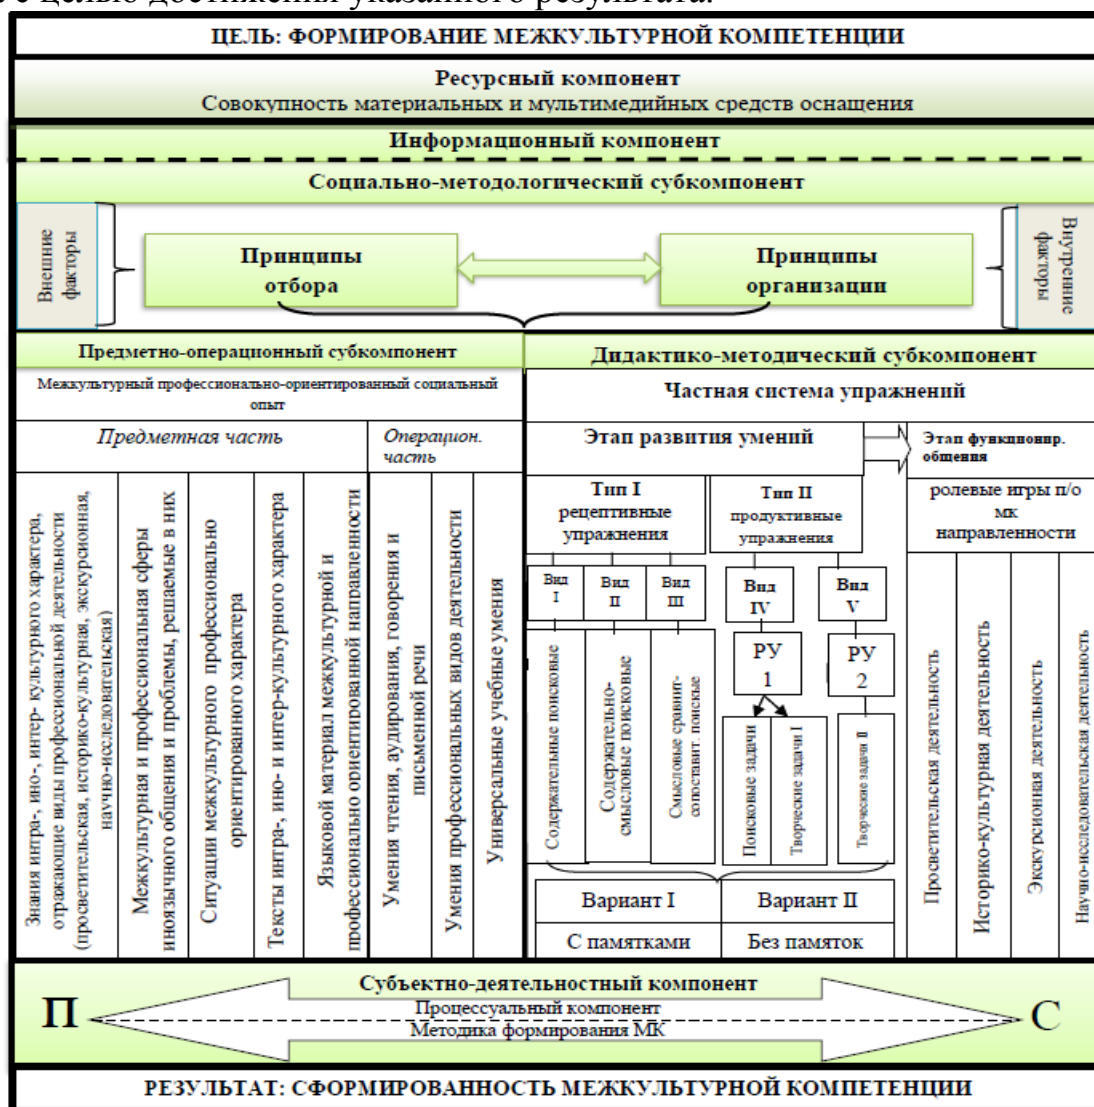 с целью достижения указанного результата.
ЦЕЛЬ: ФОРМИРОВАНИЕ МЕЖКУЛЬТУРНОЙ КОМПЕТЕНЦИИ
Ресурсный компонент
Совокупность материальных и мультимедийных средств оснащения
Информационный компонент
Социально-методологический субкомпонент
Внешние
факторы
Принципы
отбора
Принципы
организации
Внутренние
факторы
Предметно-операционный субкомпонент
Межкультурный профессионально-ориентированный социальный
опыт
Предметная часть
Операцион.
часть
Знания интра-, ино-, интер- культурного характера,
отражающие виды профессиональной деятельности
(просветительская, историко-культурная, экскурсионная,
научно-исследовательская)
Межкультурная и профессиональная сферы
иноязычного общения и проблемы, решаемые в них
Ситуации межкультурного профессионально
ориентированного характера
Тексты интра-, ино- и интер-культурного характера
Языковой материал межкультурной и
профессионально ориентированной направленности
Умения чтения, аудирования, говорения и
письменной речи
Умения профессиональных видов деятельности
Универсальные учебные умения
Дидактико-методический субкомпонент
Частная система упражнений
Этап развития умений
Этап функционир.
общения
Тип I
рецептивные
упражнения
Тип II
продуктивные
упражнения
ролевые игры п/о
мк
направленности
Вид
I
Вид
II
Вид
III
Вид
IV
Вид
V
РУ
1
РУ
2
Содержательные поисковые
Содержательно-
смысловые поисковые
Смысловые сравнит-
сопоставит. поискые
Поисковые задачи
Творческие задачи I
Творческие задачи II
Просветительская деятельность
Историко-культурная деятельность
Экскурсионная деятельность
Научно-исследовательская деятельность
Вариант I
Вариант II
С памятками
Без памяток
Субъектно-деятельностный компонент
Процессуальный компонент
Методика формирования МК
П
С
РЕЗУЛЬТАТ: СФОРМИРОВАННОСТЬ МЕЖКУЛЬТУРНОЙ КОМПЕТЕНЦИИ